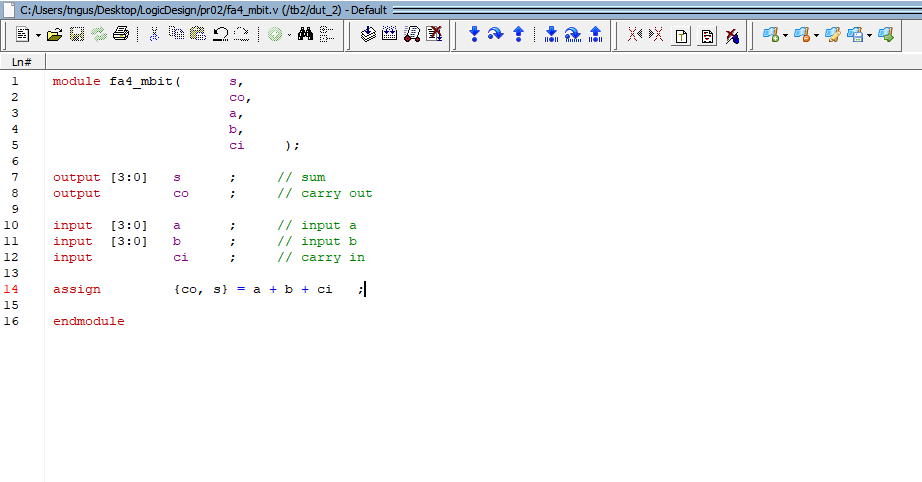 C:/Users/tngus/Desktop/LogicDesign/pr02/fa4_mbit.v (/tb2/dut_2) - Default
Ln#
1 module fa4_mbit( s,
2 co,
3 a,
4 b,
5 ci );
6
7 output [3:0] s ; // sum
8 output co ; // carry out
9
10 input [3:0] a ; // input a
11 input [3:0] b ; // input b
12 input ci ; // carry in
13
14 assign {co, s} = a + b + ci ;
15
16 endmodule